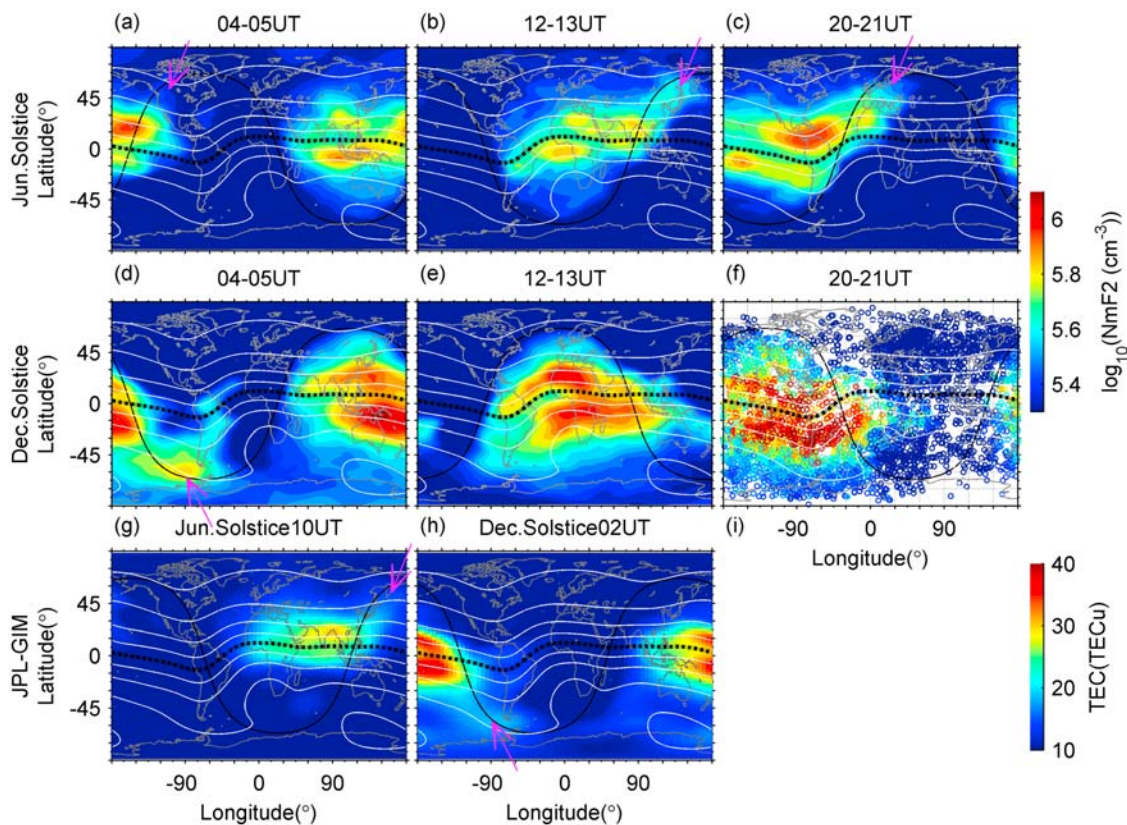 (a) 04-05UT
(b) 12-13UT
(c) 20-21UT
Jun.Solstice
Latitude(°)
45
0
-45
(d) 04-05UT
(e) 12-13UT
(f) 20-21UT
Dec.Solstice
Latitude(°)
45
0
-45
-90 0 90
Longitude(°)
6
5.8
5.6
5.4
log10(NmF2 (cm-3)
(g) Jun.Solstice10UT
(h) Dec.Solstice02UT
(i)
JPL-GIM
Latitude(°)
45
0
-45
-90 0 90
Longitude(°)
-90 0 90
Longitude(°)
40
30
20
10
TEC(TECu)